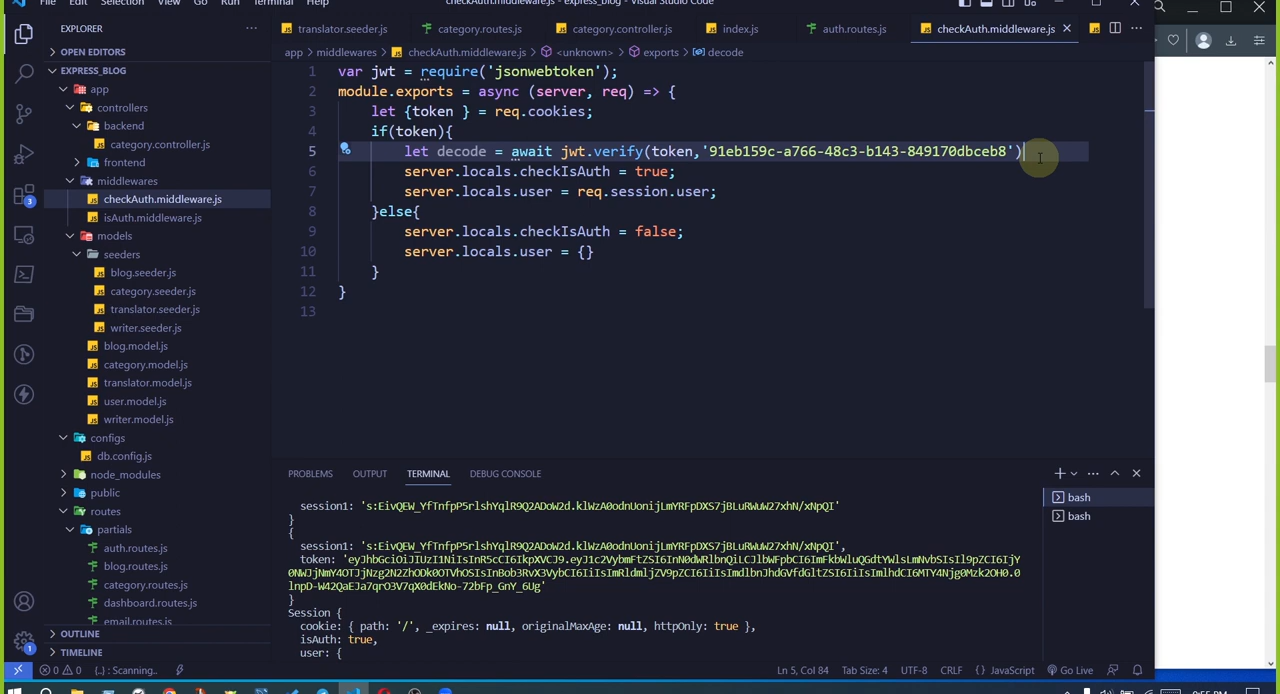 File Edit Selection View Go Run Terminal Help
checkAuth.middleware.js - express_blog - Visual Studio Code
EXPLORER
translator.seeder.js category.routes.js category.controller.js index.js auth.routes.js checkAuth.middleware.js
OPEN EDITORS
app > middlewares > checkAuth.middleware.js > <unknown> > exports > decode
EXPRESS_BLOG
app
controllers
backend
category.controller.js
frontend
middlewares
checkAuth.middleware.js
isAuth.middleware.js
models
seeders
blog.seeder.js
category.seeder.js
translator.seeder.js
writer.seeder.js
blog.model.js
category.model.js
translator.model.js
user.model.js
writer.model.js
configs
db.config.js
node_modules
public
routes
partials
auth.routes.js
blog.routes.js
category.routes.js
dashboard.routes.js
email.routes.js
OUTLINE
TIMELINE
1 var jwt = require('jsonwebtoken');
2 module.exports = async (server, req) => {
3 let {token } = req.cookies;
4 if(token){
5 let decode = await jwt.verify(token,'91eb159c-a766-48c3-b143-849170dbceb8')
6 server.locals.checkIsAuth = true;
7 server.locals.user = req.session.user;
8 }else{
9 server.locals.checkIsAuth = false;
10 server.locals.user = {}
11 }
12 }
13
PROBLEMS OUTPUT TERMINAL DEBUG CONSOLE
bash
bash
}
{
}
Session {
cookie: { path: '/', _expires: null, originalMaxAge: null, httpOnly: true },
isAuth: true,
user: {
3
1
0 0 {..} : Scanning..
Ln 5, Col 84 Tab Size: 4 UTF-8 CRLF {} JavaScript Go Live